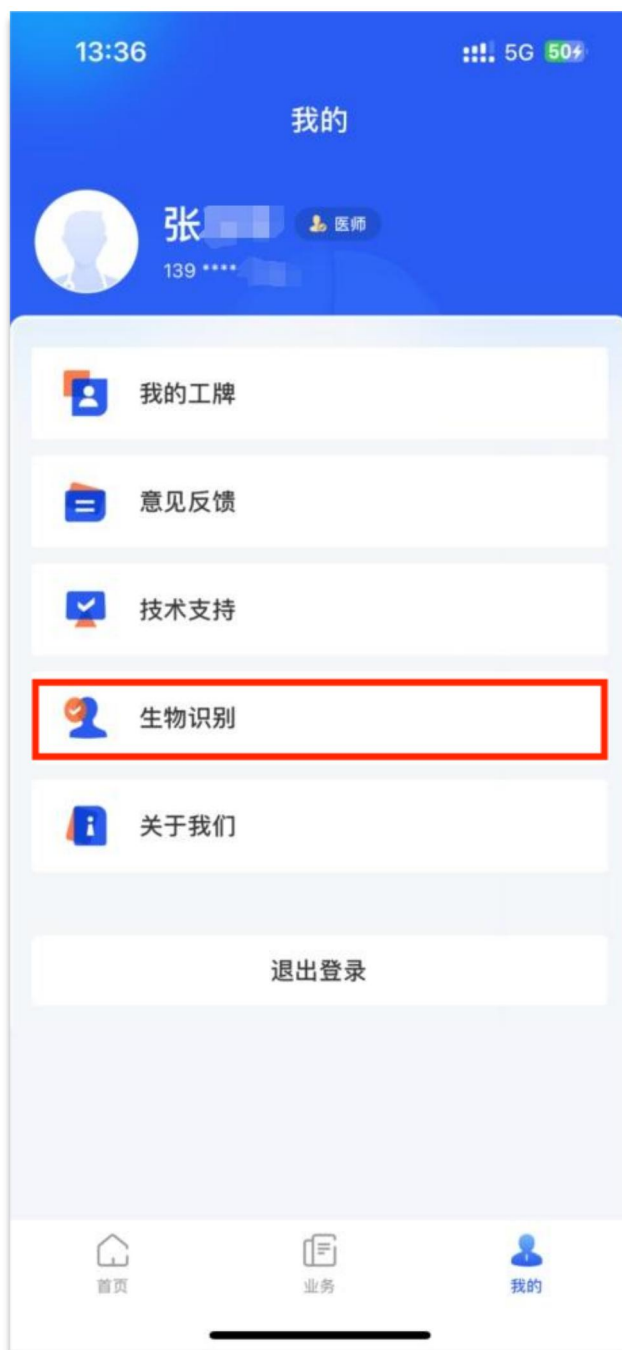 13:36 5G 50
我的
张 医师
139 ****
我的工牌
意见反馈
技术支持
生物识别
关于我们
退出登录
首页 业务 我的